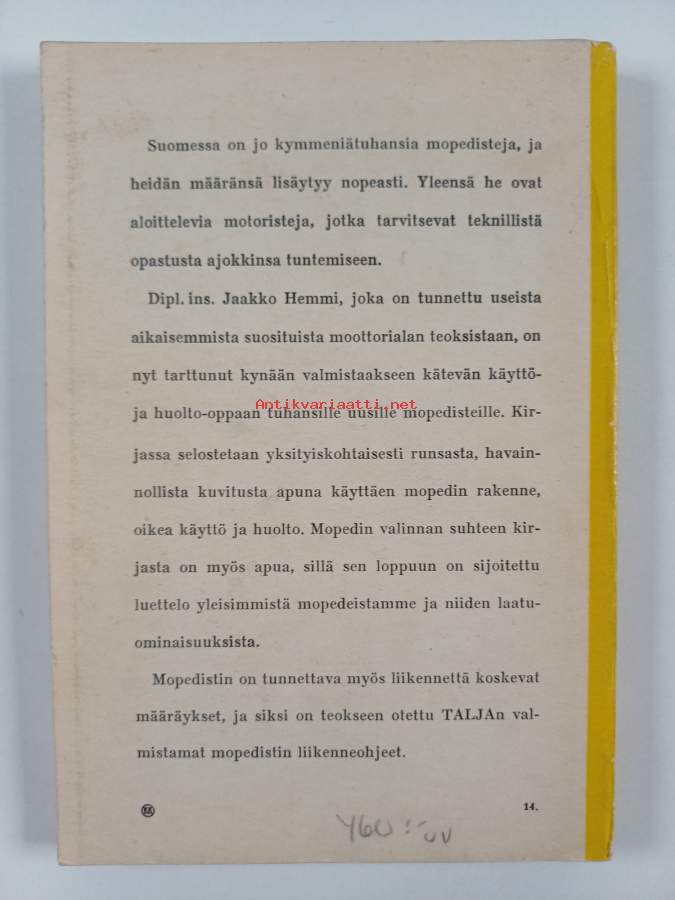 Suomessa on jo kymmeniätuhansia mopedisteja, ja
heidän määränsä lisäytyy nopeasti. Yleensä he ovat
aloittelevia motoristeja, jotka tarvitsevat teknillistä
opastusta ajokkinsa tuntemiseen.
Dipl. ins. Jaakko Hemmi, joka on tunnettu useista
aikaisemmista suosituista moottorialan teoksistaan, on
nyt tarttunut kynään valmistaakseen kätevän käyttö-
Antikvariaatti.net
ja huolto-oppaan tuhansille uusille mopedisteille. Kir-
jassa selostetaan yksityiskohtaisesti runsasta, havain-
nollista kuvitusta apuna käyttäen mopedin rakenne,
oikea käyttö ja huolto. Mopedin valinnan suhteen kir-
jasta on myös apua, sillä sen loppuun on sijoitettu
luettelo yleisimmistä mopedeistamme ja niiden laatu-
ominaisuuksista.
Mopedistin on tunnettava myös liikennettä koskevat
määräykset, ja siksi on teokseen otettu TALJAn val-
mistamat mopedistin liikenneohjeet.
14.